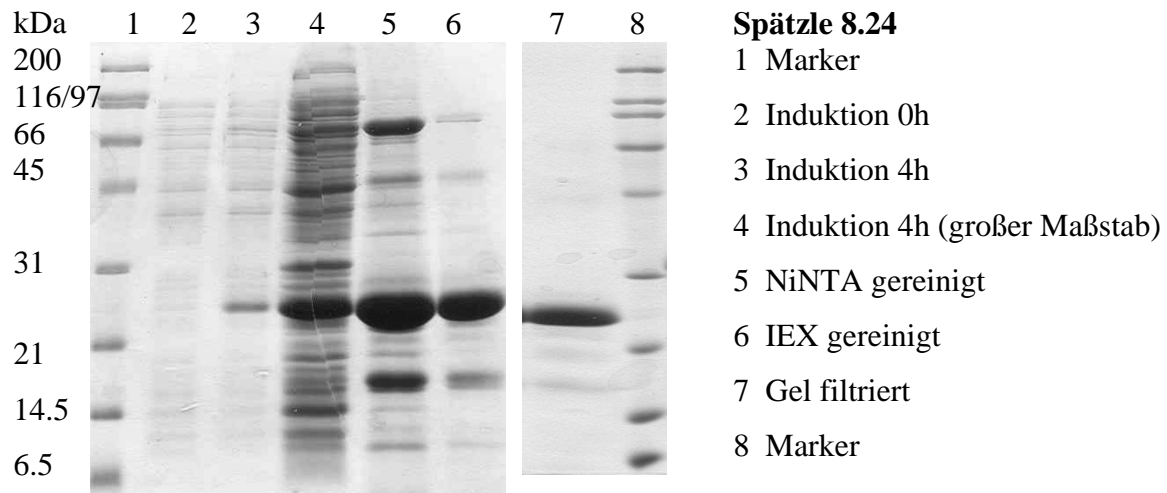 kDa 1 2 3 4 5 6 7 8
200
116/97
66
45
31
21
14.5
6.5
Spätzle 8.24
1 Marker
2 Induktion 0h
3 Induktion 4h
4 Induktion 4h (großer Maßstab)
5 NiNTA gereinigt
6 IEX gereinigt
7 Gel filtriert
8 Marker